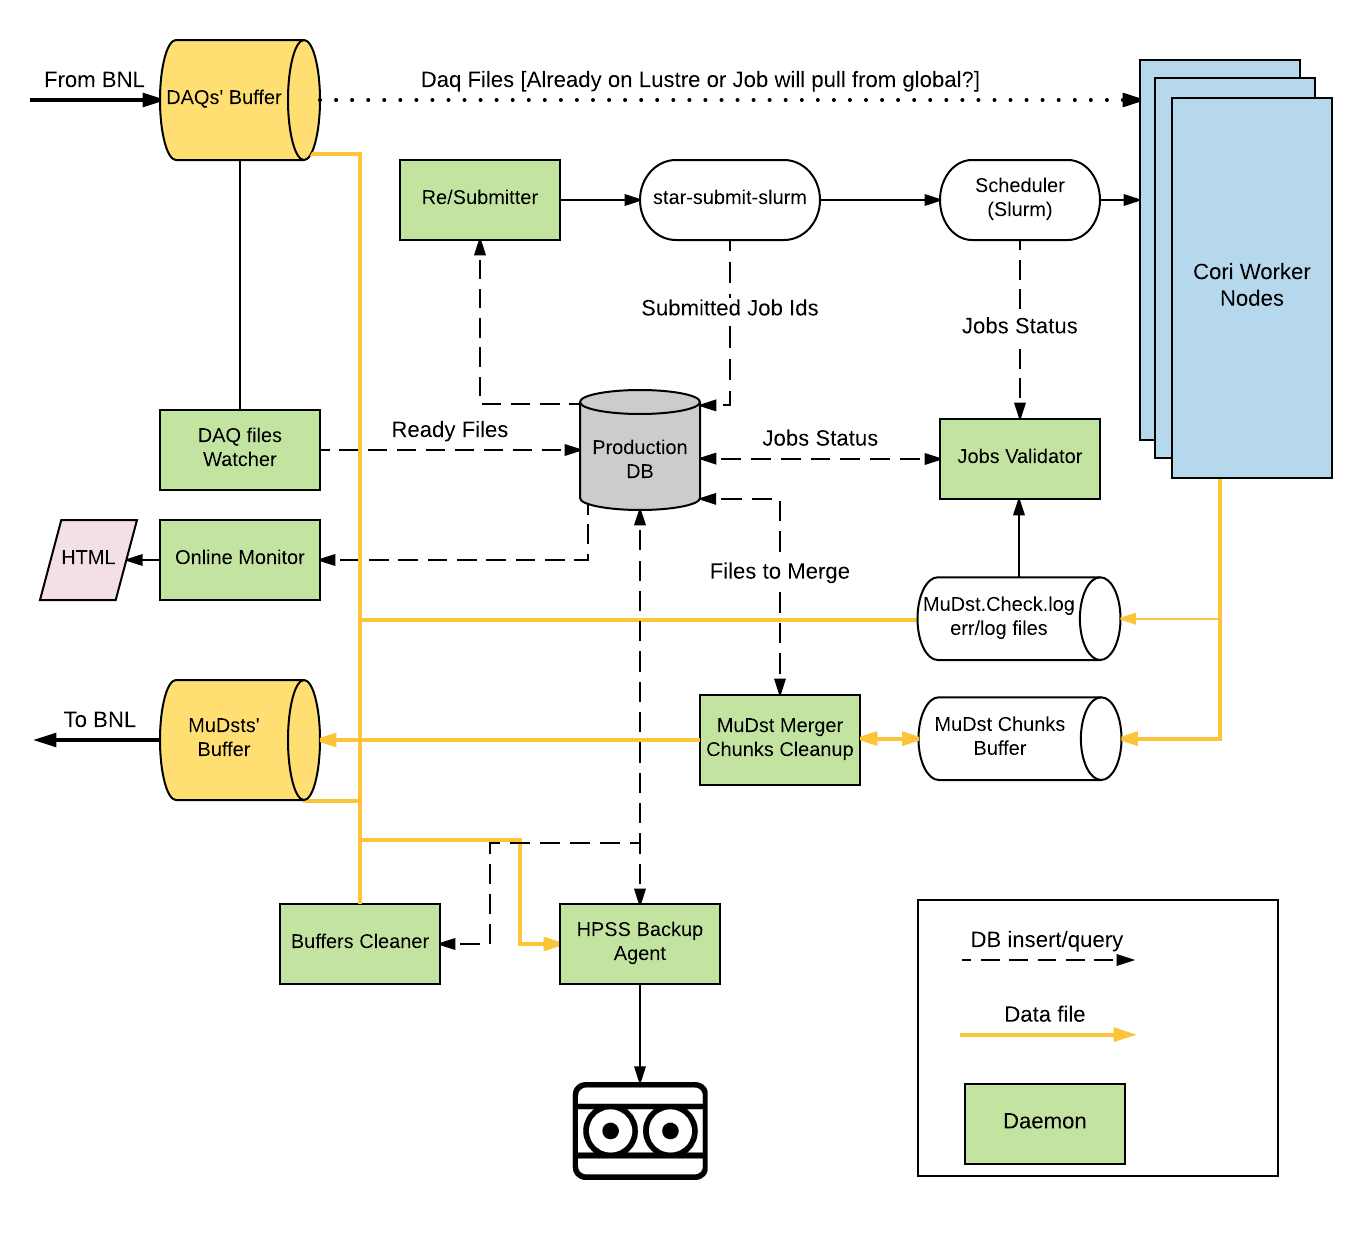 From BNL
DAQs' Buffer
Daq Files [Already on Lustre or Job will pull from global?]
Re/Submitter
star-submit-slurm
Scheduler
(Slurm)
Cori Worker
Nodes
Submitted Job Ids
Jobs Status
DAQ files
Watcher
Ready Files
Production
DB
Jobs Status
Jobs Validator
HTML
Online Monitor
Files to Merge
MuDst.Check.log
err/log files
To BNL
MuDsts'
Buffer
MuDst Merger
Chunks Cleanup
MuDst Chunks
Buffer
Buffers Cleaner
HPSS Backup
Agent
DB insert/query
Data file
Daemon